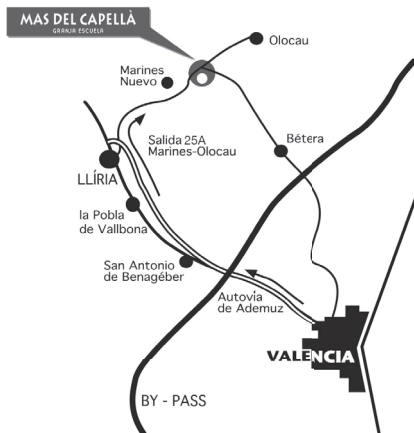 MAS DEL CAPELLÀ
GRANJA ESCUELA
Olocau
Marines
Nuevo
Salida 25A
Marines-Olocau
Bétera
LLÍRIA
la Pobla
de Vallbona
San Antonio
de Benagéber
Autovía
de Ademuz
VALENCIA
BY - PASS